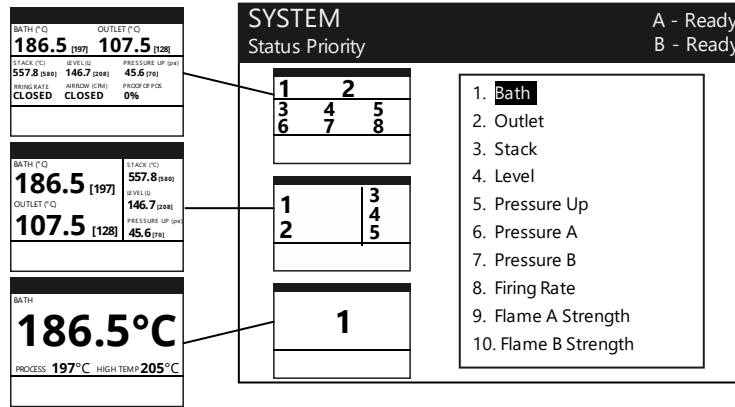 BATH (°C) OUTLET (°C)
186.5 [197] 107.5 [128]
STACK (°C) LEVEL (L) PRESSURE UP (psi)
557.8 [580] 146.7 [208] 45.6 [70]
FIRING RATE AIRFLOW (CFM) PROOF OF POS
CLOSED CLOSED 0%
BATH (°C)
186.5 [197]
OUTLET (°C)
107.5 [128]
STACK (°C)
557.8 [580]
LEVEL (L)
146.7 [208]
PRESSURE UP (psi)
45.6 [70]
BATH
186.5°C
PROCESS 197°C HIGH TEMP 205°C
SYSTEM
Status Priority
A - Ready
B - Ready
1 2
3 4 5
6 7 8
1
2
3
4
5
1
1. Bath
2. Outlet
3. Stack
4. Level
5. Pressure Up
6. Pressure A
7. Pressure B
8. Firing Rate
9. Flame A Strength
10. Flame B Strength